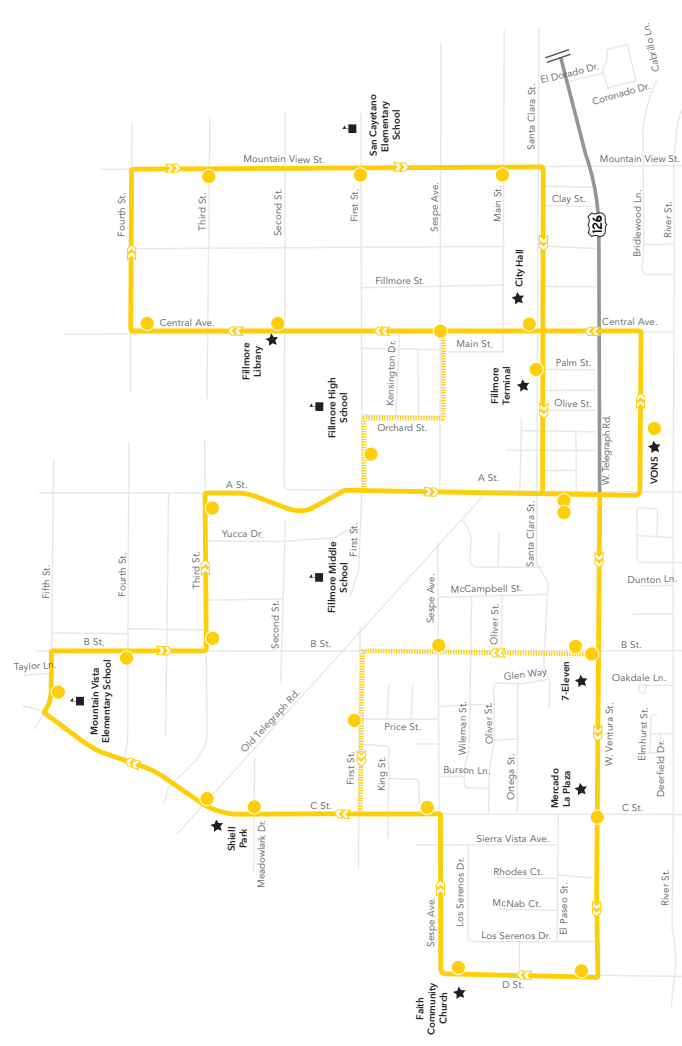 Cabrillo Ln.
El Dorado Dr.
Coronado Dr.
Santa Clara St.
San Cayetano
Elementary
School
Mountain View St.
Mountain View St.
Fourth St.
Third St.
Second St.
First St.
Sespe Ave.
Main St.
Clay St.
126
Bridlewood Ln.
River St.
City Hall
Fillmore St.
Central Ave.
Central Ave.
Fillmore
Library
Kensington Dr.
Main St.
Fillmore
Terminal
Palm St.
Olive St.
Fillmore High
School
Orchard St.
W. Telegraph Rd.
VONS
A St.
A St.
Yucca Dr.
First St.
Santa Clara St.
Fifth St.
Fourth St.
Third St.
Second St.
Fillmore Middle
School
Sespe Ave.
McCampbell St.
Oliver St.
Dunton Ln.
B St.
B St.
B St.
Taylor Ln.
Mountain Vista
Elementary School
Glen Way
7-Eleven
Oakdale Ln.
Old Telegraph Rd.
Price St.
Wileman St.
Oliver St.
W. Ventura St.
Elmhurst St.
Deerfield Dr.
First St.
King St.
Burson Ln.
Ortega St.
Mercado
La Plaza
C St.
C St.
Shiell
Park
Meadowlark Dr.
Sierra Vista Ave.
Los Serenos Dr.
Rhodes Ct.
McNab Ct.
El Paseo St.
River St.
Sespe Ave.
Los Serenos Dr.
D St.
Faith
Community
Church